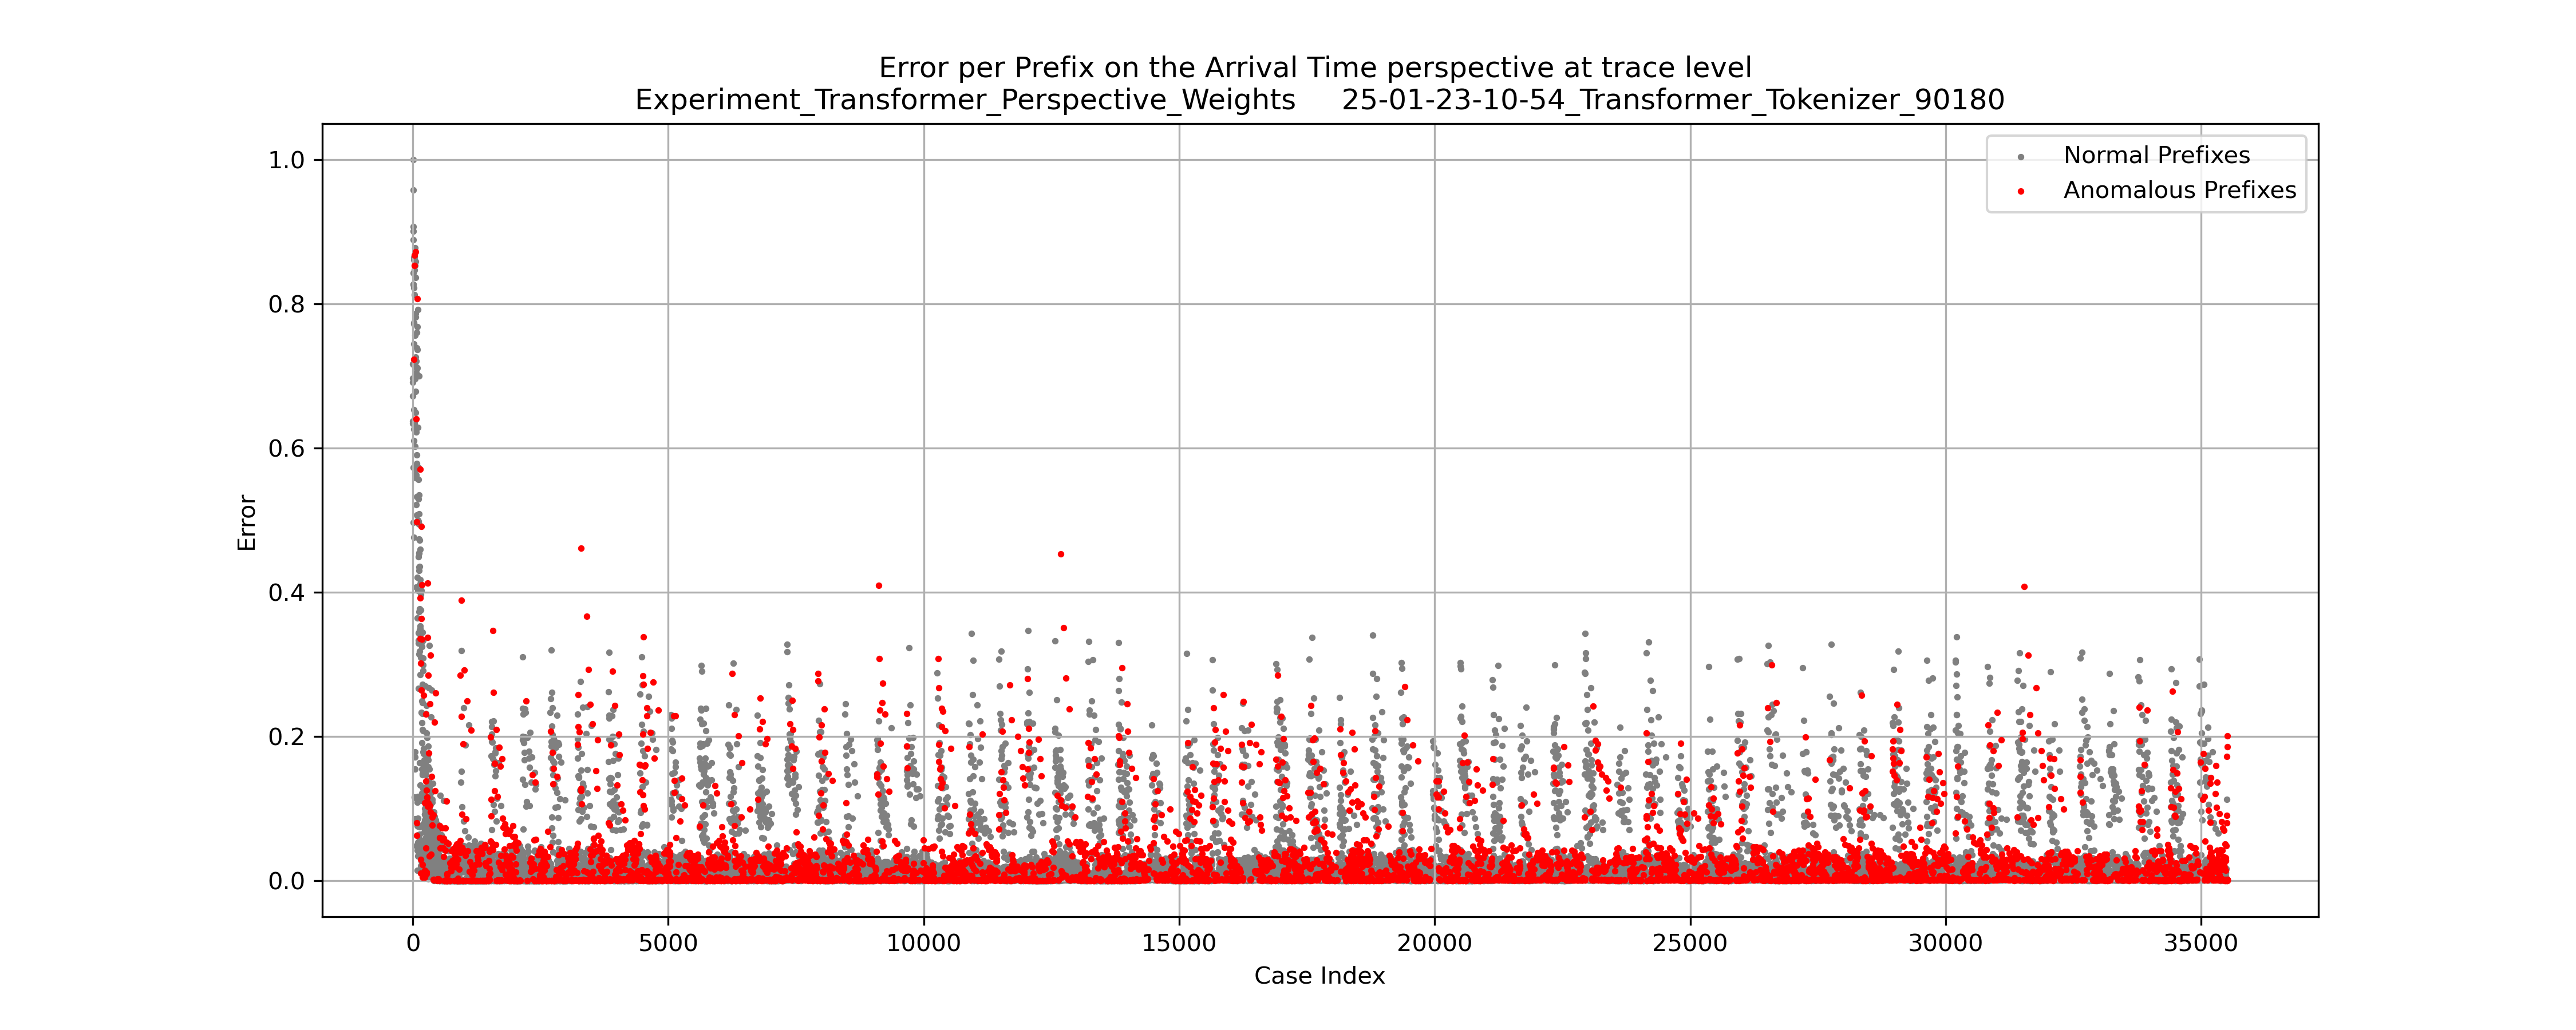 Error per Prefix on the Arrival Time perspective at trace level
Experiment_Transformer_Perspective_Weights 25-01-23-10-54_Transformer_Tokenizer_90180
Normal Prefixes
Anomalous Prefixes
Error
1.0
0.8
0.6
0.4
0.2
0.0
0 5000 10000 15000 20000 25000 30000 35000
Case Index